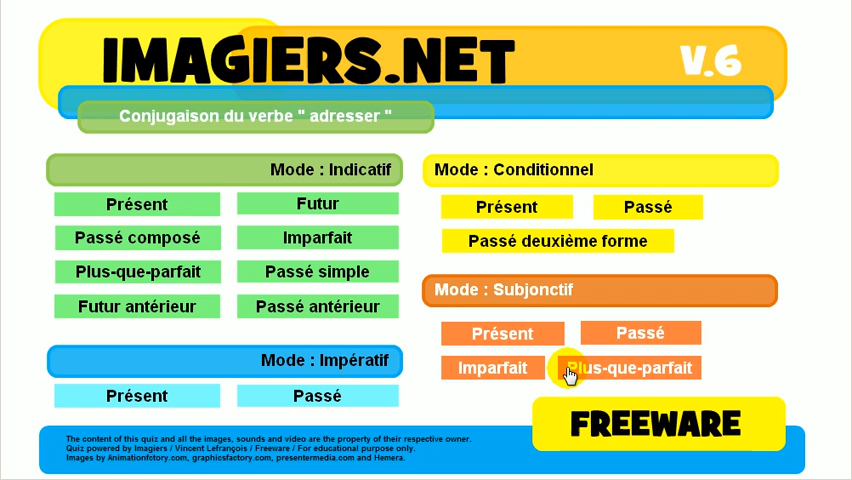 IMAGIERS.NET
V.6
Conjugaison du verbe " adresser "
Mode : Indicatif
Présent
Futur
Passé composé
Imparfait
Plus-que-parfait
Passé simple
Futur antérieur
Passé antérieur
Mode : Impératif
Présent
Passé
Mode : Conditionnel
Présent
Passé
Passé deuxième forme
Mode : Subjonctif
Présent
Passé
Imparfait
Plus-que-parfait
FREEWARE
The content of this quiz and all the images, sounds and video are the property of their respective owner.
Quiz powered by Imagiers / Vincent Lefrançois / Freeware / For educational purpose only.
Images by Animationfctory.com, graphicsfactory.com, presentermedia.com and Hemera.